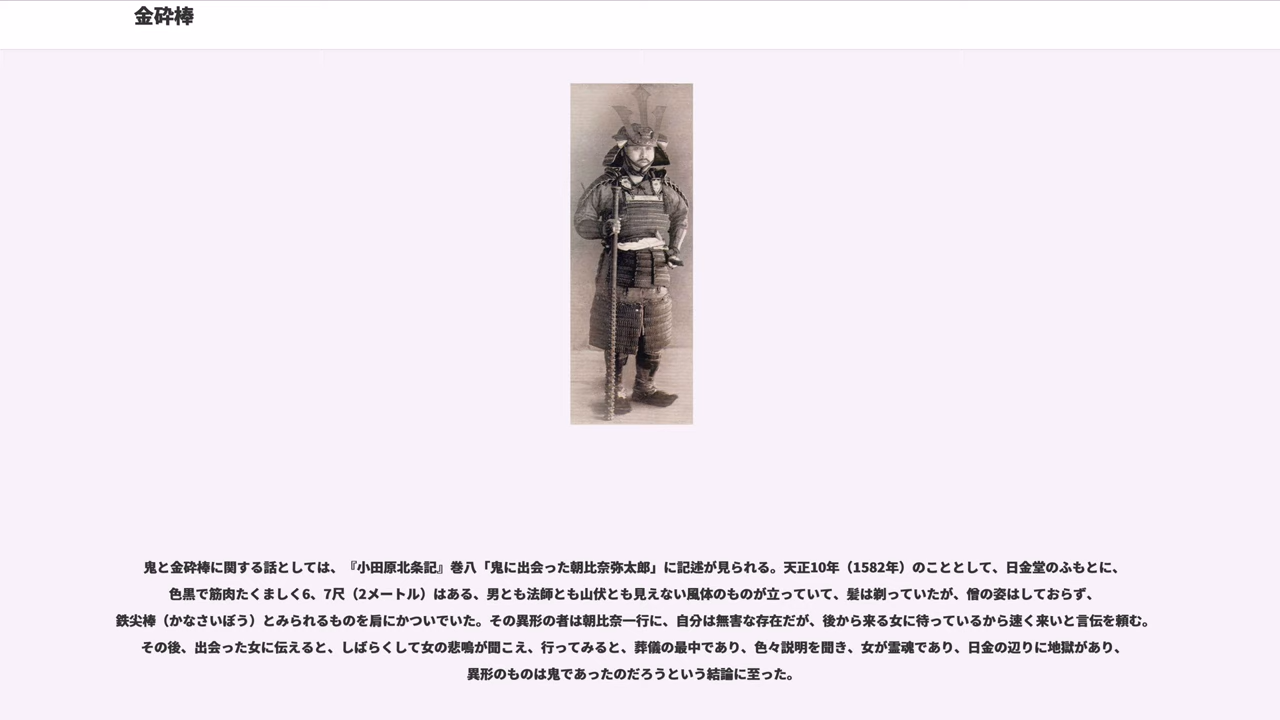 金砕棒
鬼と金砕棒に関する話としては、『小田原北条記』巻八「鬼に出会った朝比奈弥太郎」に記述が見られる。天正10年（1582年）のこととして、日金堂のふもとに、
色黒で筋肉たくましく6、7尺（2メートル）はある、男とも法師とも山伏とも見えない風体のものが立っていて、髪は剃っていたが、僧の姿はしておらず、
鉄尖棒（かなさいぼう）とみられるものを肩にかついでいた。その異形の者は朝比奈一行に、自分は無害な存在だが、後から来る女に待っているから速く来いと言伝を頼む。
その後、出会った女に伝えると、しばらくして女の悲鳴が聞こえ、行ってみると、葬儀の最中であり、色々説明を聞き、女が霊魂であり、日金の辺りに地獄があり、
異形のものは鬼であったのだろうという結論に至った。